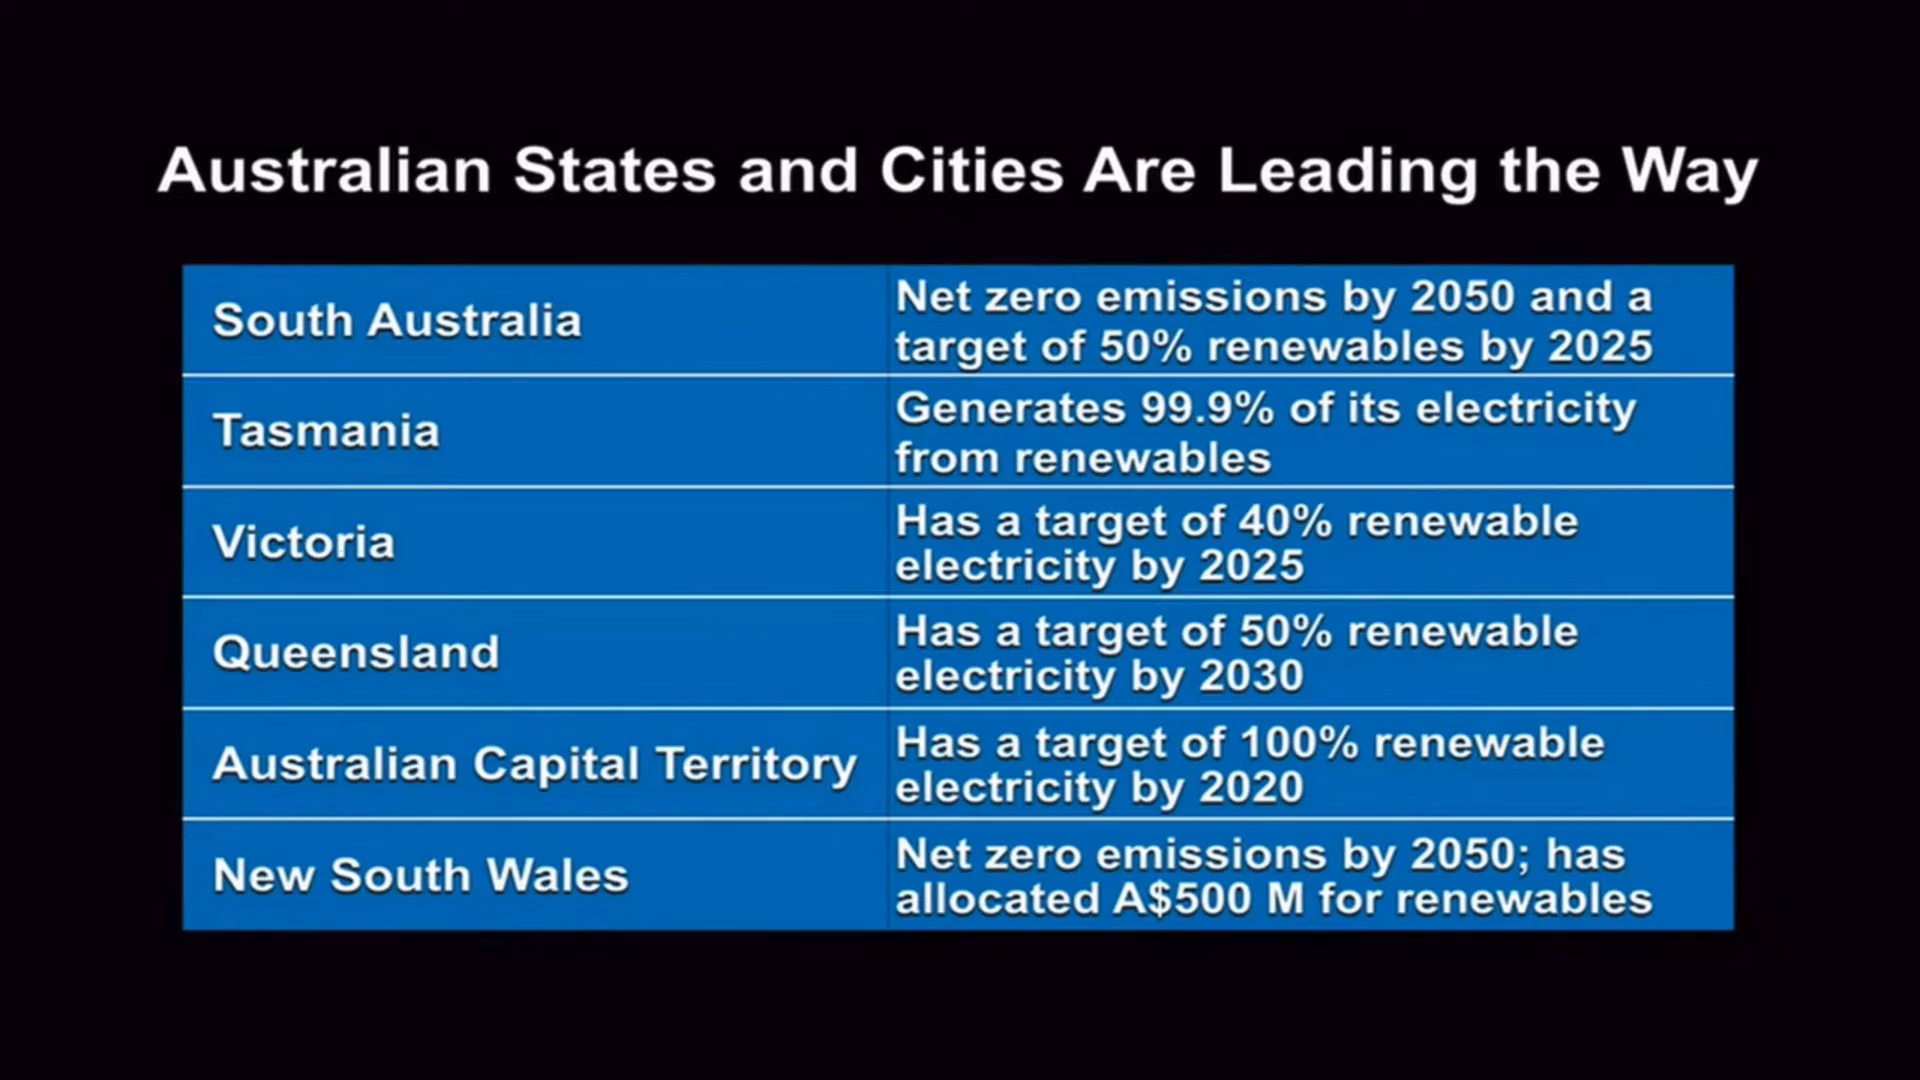 Australian States and Cities Are Leading the Way
South Australia
Net zero emissions by 2050 and a
target of 50% renewables by 2025
Tasmania
Generates 99.9% of its electricity
from renewables
Victoria
Has a target of 40% renewable
electricity by 2025
Queensland
Has a target of 50% renewable
electricity by 2030
Australian Capital Territory
Has a target of 100% renewable
electricity by 2020
New South Wales
Net zero emissions by 2050; has
allocated A$500 M for renewables